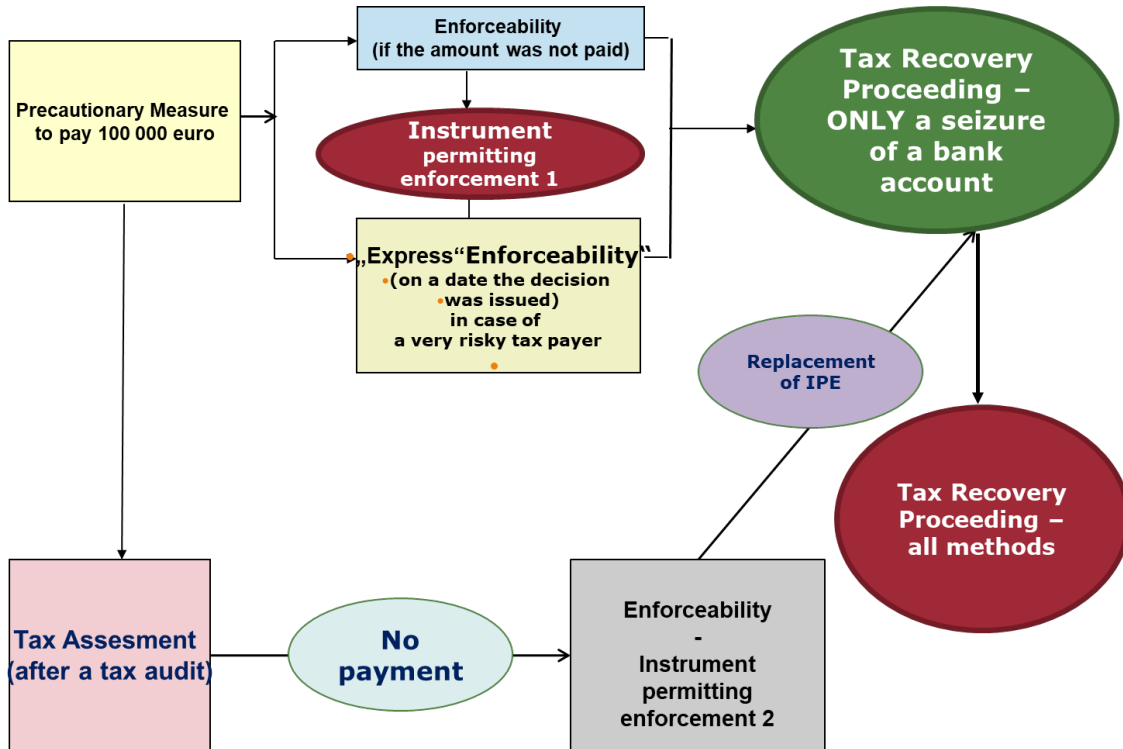 Precautionary Measure
to pay 100 000 euro
Enforceability
(if the amount was not paid)
Instrument
permitting
enforcement 1
•„Express“Enforceability“
•(on a date the decision
•was issued)
in case of
a very risky tax payer
•
Tax Recovery
Proceeding –
ONLY a seizure
of a bank
account
Replacement
of IPE
Tax Recovery
Proceeding –
all methods
Tax Assesment
(after a tax audit)
No
payment
Enforceability
-
Instrument
permitting
enforcement 2